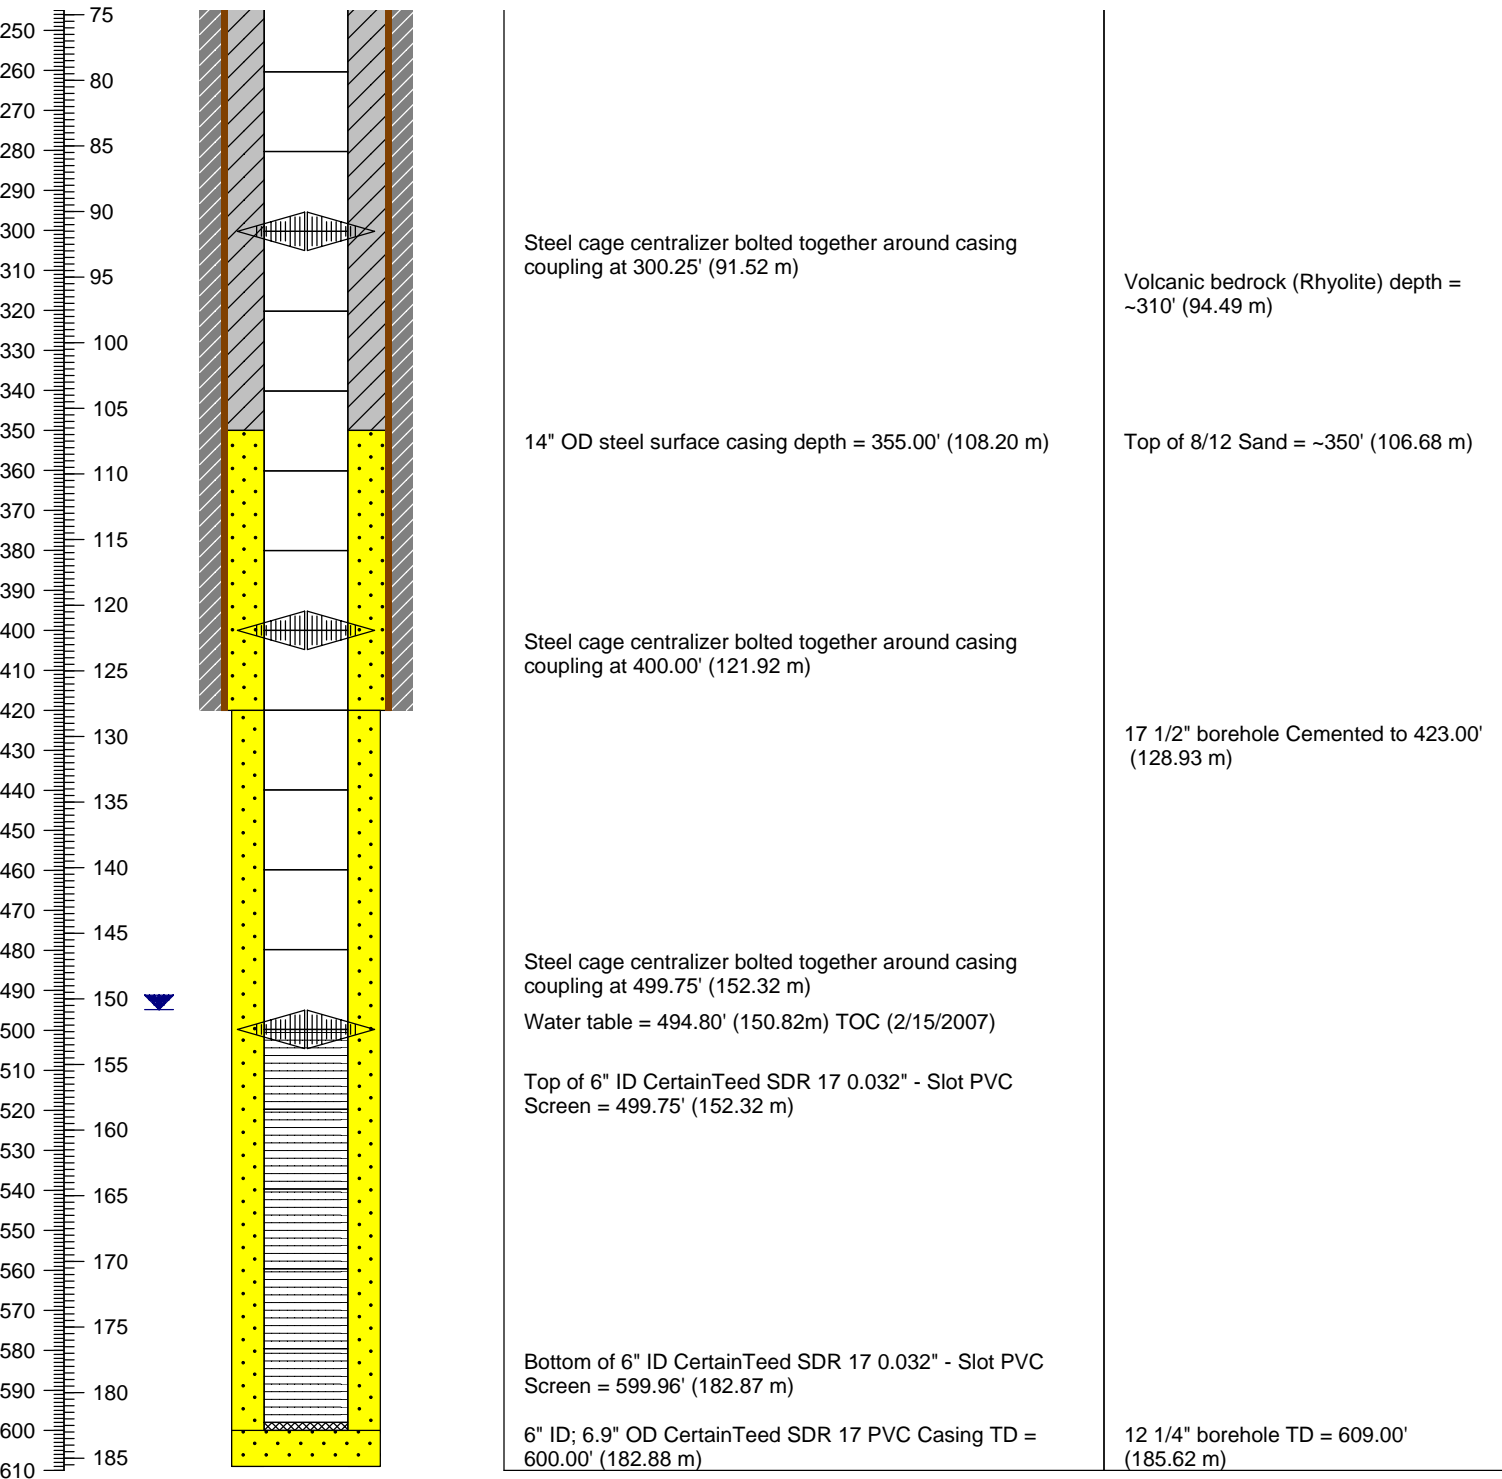 250
260
270
280
290
300
310
320
330
340
350
360
370
380
390
400
410
420
430
440
450
460
470
480
490
500
510
520
530
540
550
560
570
580
590
600
610
75
80
85
90
95
100
105
110
115
120
125
130
135
140
145
150
155
160
165
170
175
180
185
Steel cage centralizer bolted together around casing
coupling at 300.25' (91.52 m)
14" OD steel surface casing depth = 355.00' (108.20 m)
Steel cage centralizer bolted together around casing
coupling at 400.00' (121.92 m)
Steel cage centralizer bolted together around casing
coupling at 499.75' (152.32 m)
Water table = 494.80' (150.82m) TOC (2/15/2007)
Top of 6" ID CertainTeed SDR 17 0.032" - Slot PVC
Screen = 499.75' (152.32 m)
Bottom of 6" ID CertainTeed SDR 17 0.032" - Slot PVC
Screen = 599.96' (182.87 m)
6" ID; 6.9" OD CertainTeed SDR 17 PVC Casing TD =
600.00' (182.88 m)
Volcanic bedrock (Rhyolite) depth =
~310' (94.49 m)
Top of 8/12 Sand = ~350' (106.68 m)
17 1/2" borehole Cemented to 423.00'
(128.93 m)
12 1/4" borehole TD = 609.00'
(185.62 m)